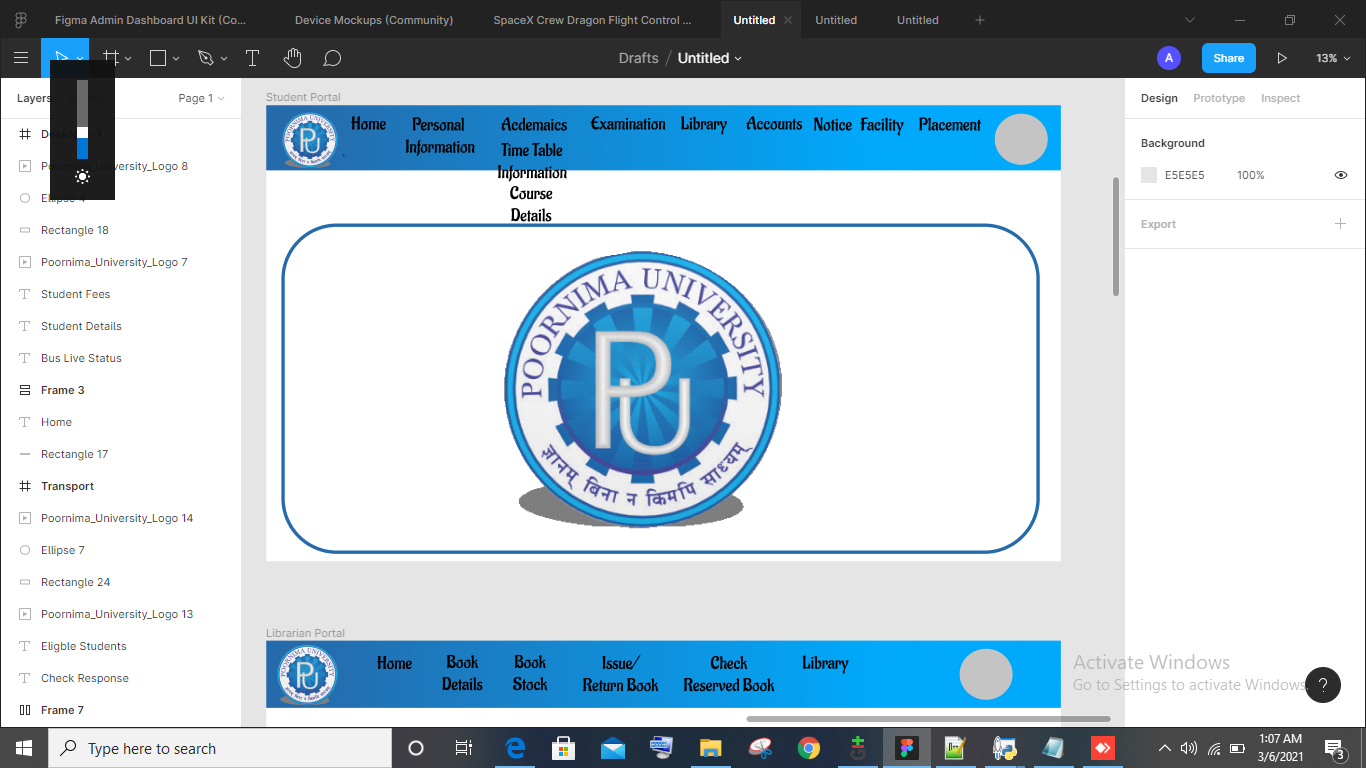 Figma Admin Dashboard UI Kit (Co...
Device Mockups (Community)
SpaceX Crew Dragon Flight Control ...
Untitled
Untitled
Untitled
Drafts / Untitled
A
Share
13%
Layers
Page 1
Design
Prototype
Inspect
Poornima_University_Logo 8
Rectangle 18
Poornima_University_Logo 7
Student Fees
Student Details
Bus Live Status
Frame 3
Home
Rectangle 17
Transport
Poornima_University_Logo 14
Ellipse 7
Rectangle 24
Poornima_University_Logo 13
Eligble Students
Check Response
Frame 7
Student Portal
Home
Personal
Information
Acdemaics
Time Table
Information
Course
Details
Examination
Library
Accounts
Notice
Facility
Placement
POORNIMA UNIVERSITY
PU
ज्ञानम् बिना न किमपि साध्यम्
Librarian Portal
POORNIMA UNIVERSITY
PU
Home
Book
Details
Book
Stock
Issue/
Return Book
Check
Reserved Book
Library
Background
E5E5E5
100%
Export
Activate Windows
Go to Settings to activate Windows.
?
Type here to search
1:07 AM
3/6/2021
3